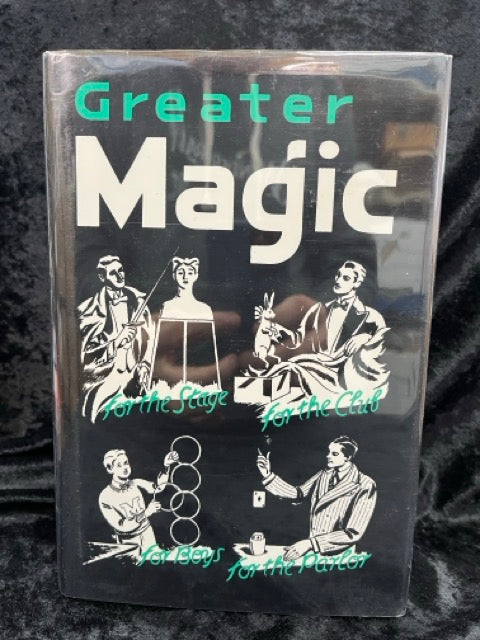 Greater
Magic
for the Stage
for the Club
for Boys
for the Parlor